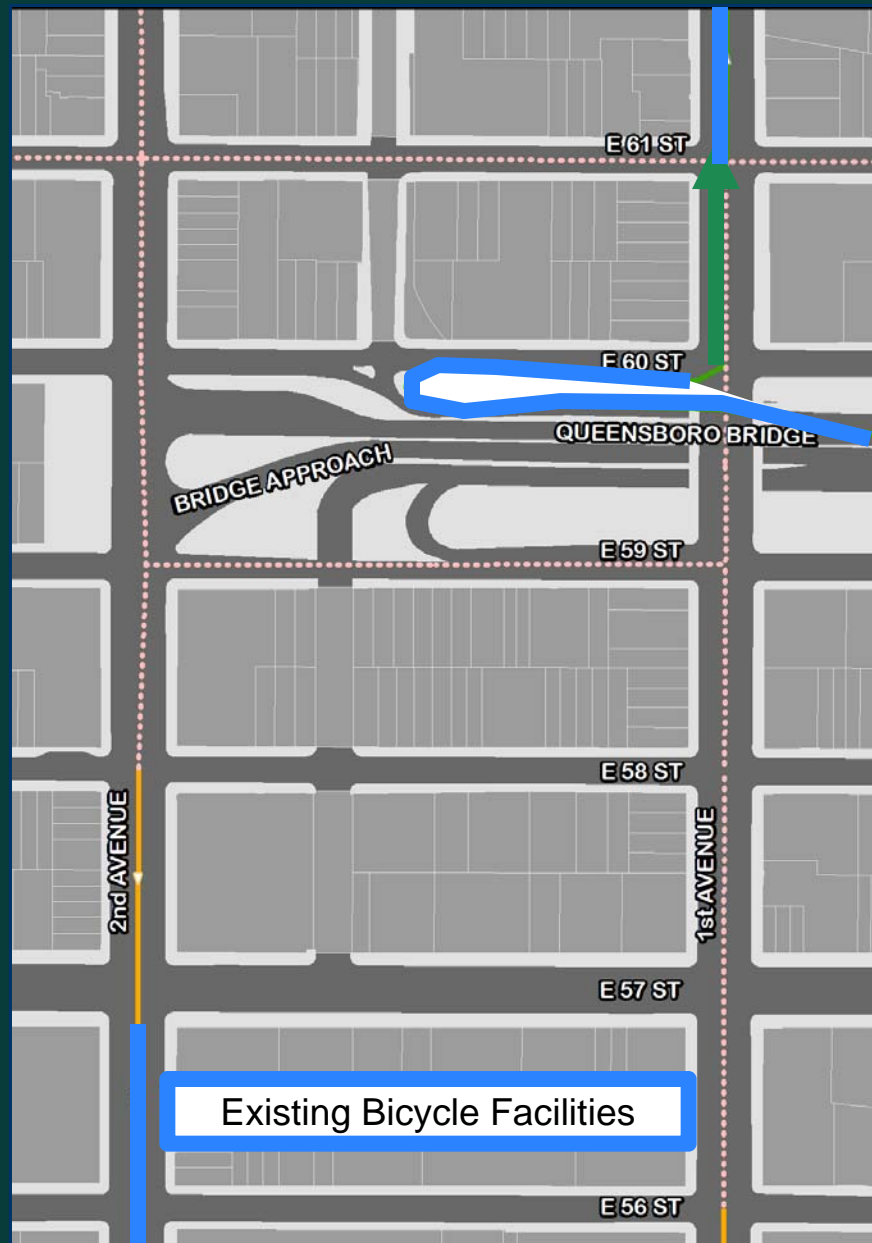 E 61 ST
E 60 ST
QUEENSBORO BRIDGE
BRIDGE APPROACH
E 59 ST
E 58 ST
2nd AVENUE
1st AVENUE
E 57 ST
Existing Bicycle Facilities
E 56 ST